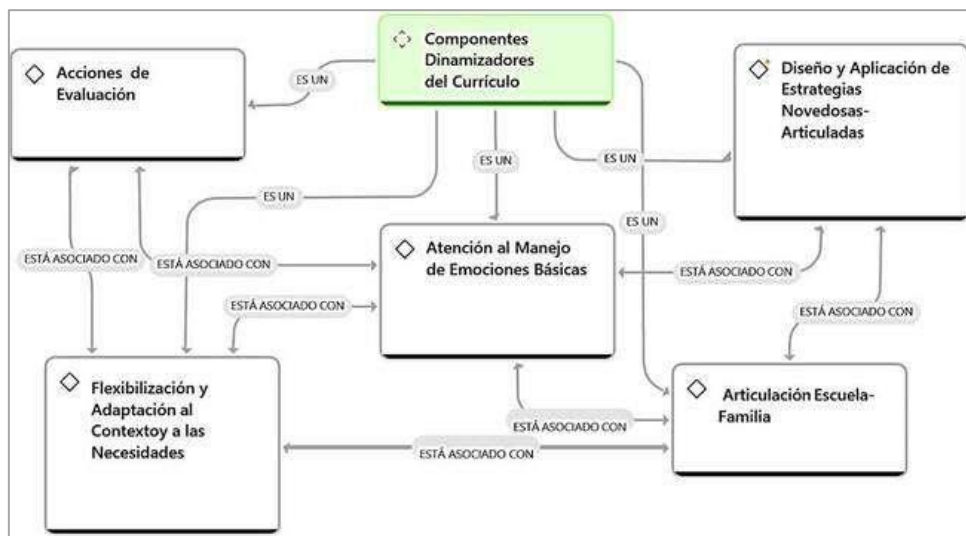 Componentes
Dinamizadores
del Currículo
Acciones de
Evaluación
Diseño y Aplicación de
Estrategias
Novedosas-
Articuladas
ES UN
ES UN
ES UN
ES UN
ES UN
Atención al Manejo
de Emociones Básicas
ESTÁ ASOCIADO CON
ESTÁ ASOCIADO CON
ESTÁ ASOCIADO CON
ESTÁ ASOCIADO CON
ESTÁ ASOCIADO CON
Flexibilización y
Adaptación al
Contextoy a las
Necesidades
Articulación Escuela-
Familia
ESTÁ ASOCIADO CON
ESTÁ ASOCIADO CON